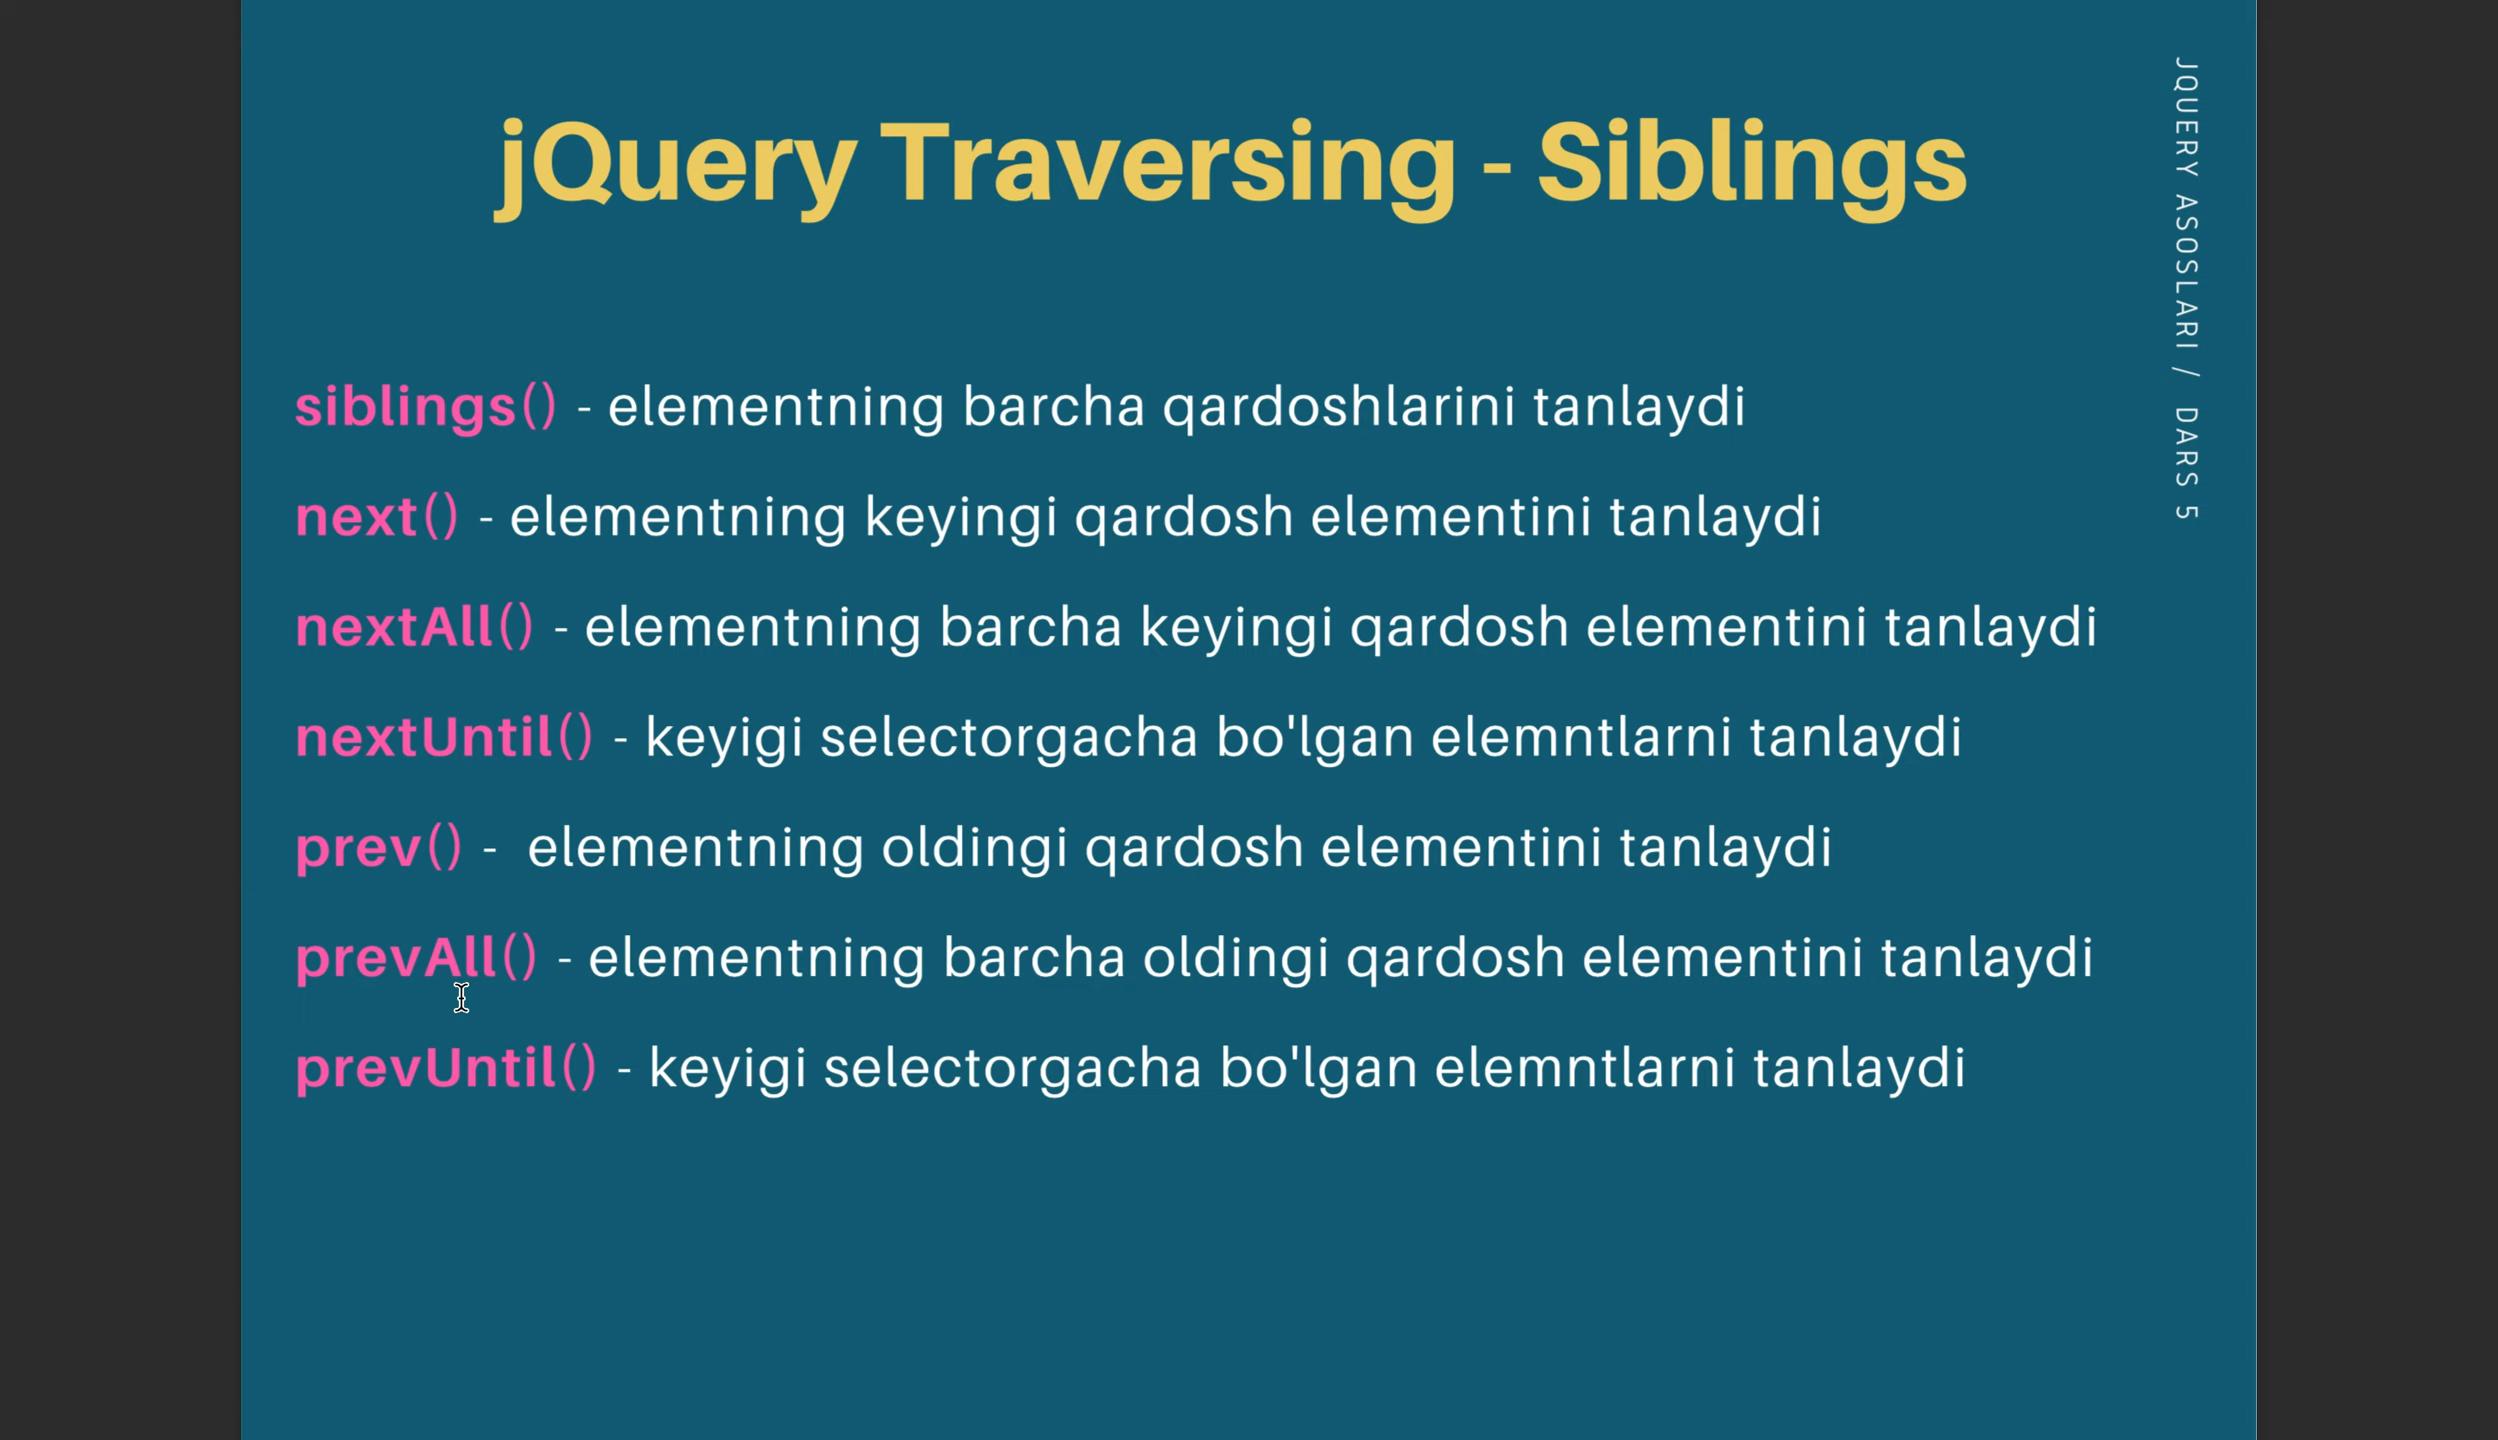 jQuery Traversing - Siblings
JQUERY ASOSLARI / DARS 5
siblings() - elementning barcha qardoshlarini tanlaydi
next() - elementning keyingi qardosh elementini tanlaydi
nextAll() - elementning barcha keyingi qardosh elementini tanlaydi
nextUntil() - keyigi selectorgacha bo'lgan elemntlarni tanlaydi
prev() - elementning oldingi qardosh elementini tanlaydi
prevAll() - elementning barcha oldingi qardosh elementini tanlaydi
prevUntil() - keyigi selectorgacha bo'lgan elemntlarni tanlaydi